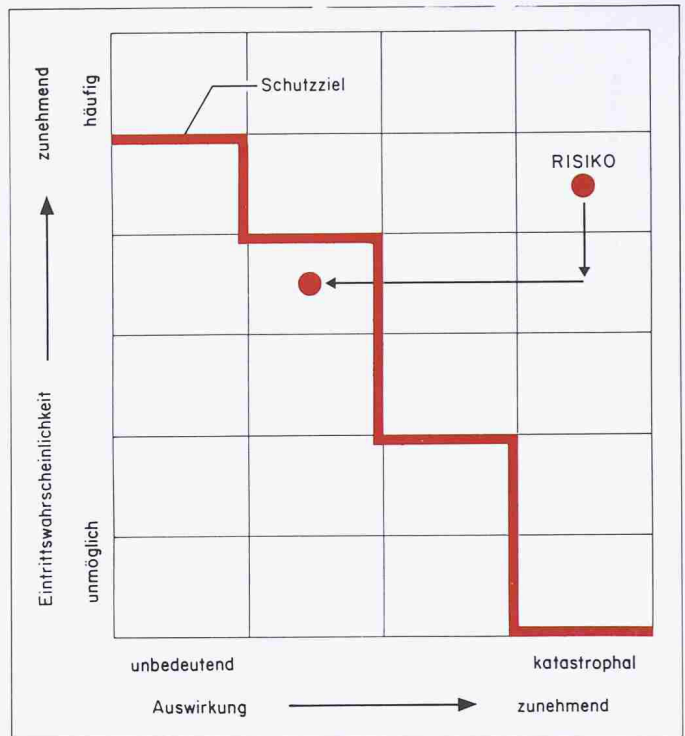 zunehmend
häufig
Eintrittswahrscheinlichkeit
unmöglich
Schutzziel
RISIKO
unbedeutend
katastrophal
Auswirkung
zunehmend